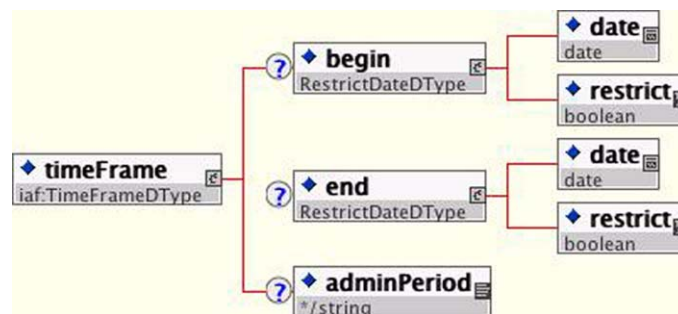 date
date
? begin
RestrictDateDType
restrict
boolean
timeFrame
iaf:TimeFrameDType
date
date
? end
RestrictDateDType
restrict
boolean
? adminPeriod
*/string